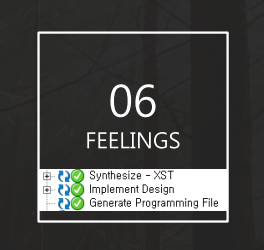 06
FEELINGS
Synthesize - XST
Implement Design
Generate Programming File